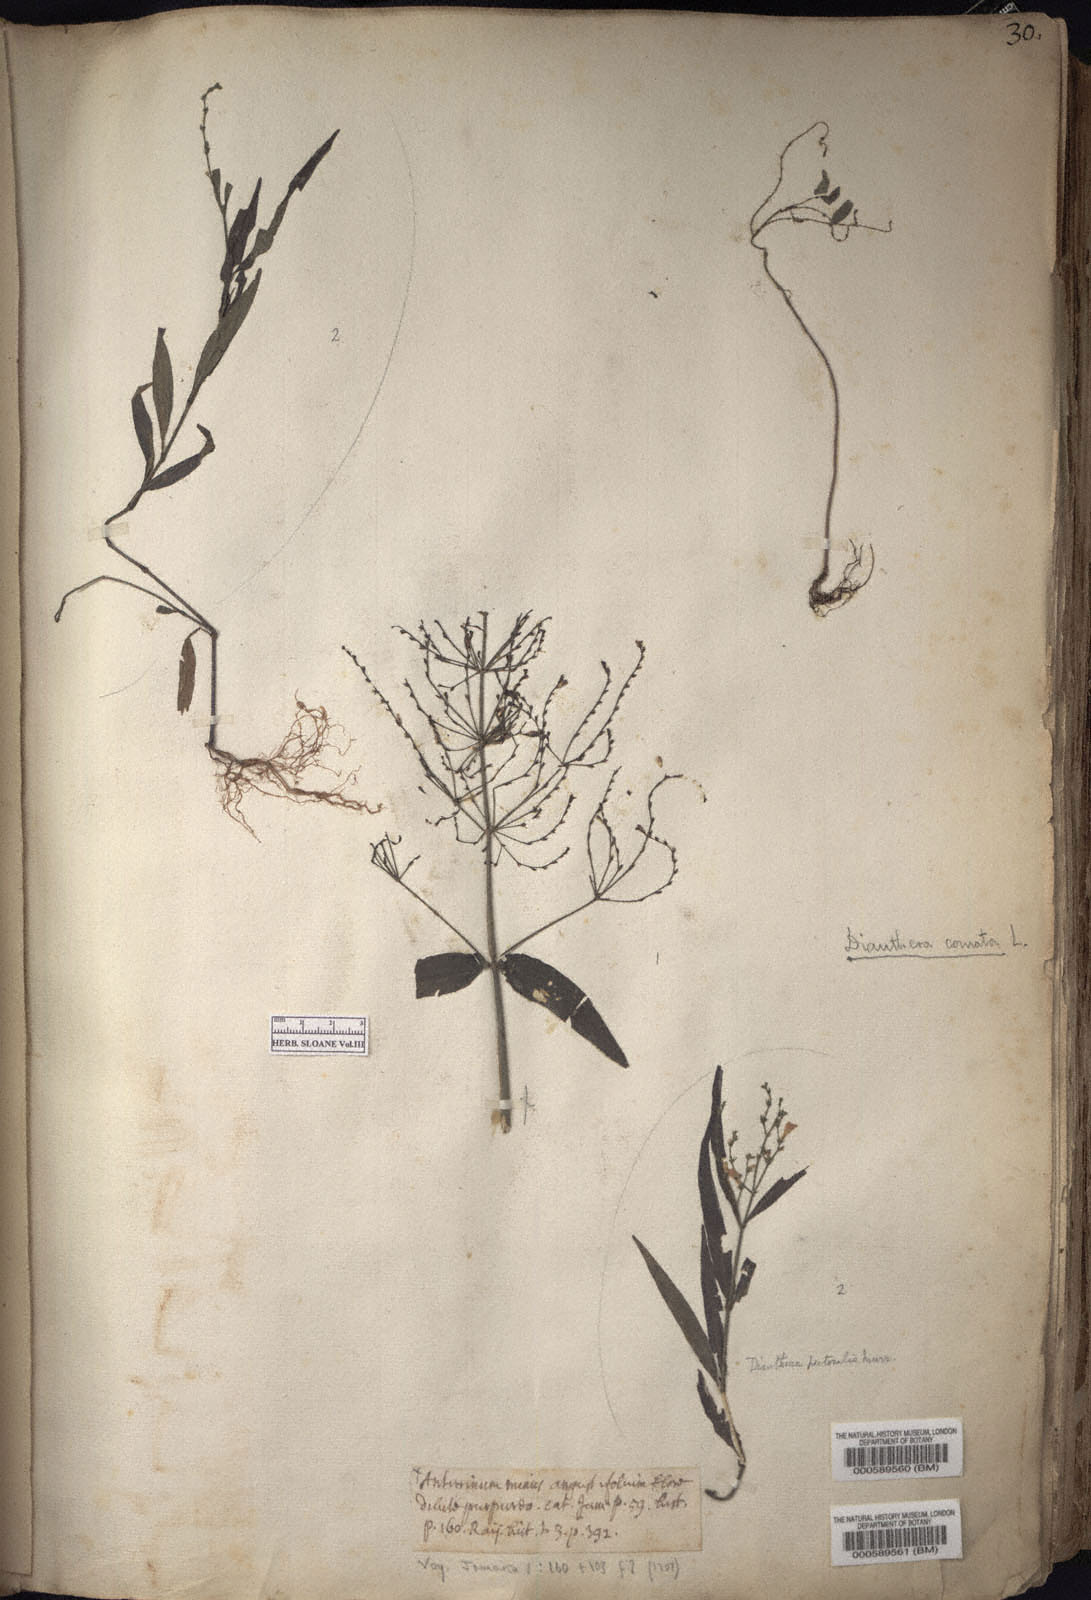 30.
2
Dianthera comata L.
1
mm 1 2 3
HERB. SLOANE Vol.III
2
Dianthera pectoralis Murr.
THE NATURAL HISTORY MUSEUM, LONDON
DEPARTMENT OF BOTANY
000589560 (BM)
THE NATURAL HISTORY MUSEUM, LONDON
DEPARTMENT OF BOTANY
000589561 (BM)
Antirrinum minus angustifolium flore
dilute purpureo. cat. Jam. p. 59. hist.
p. 160. Raij. hist. t. 3. p. 392.
Voy. Jamaica 1: 160 t 103 f 2 (1707)